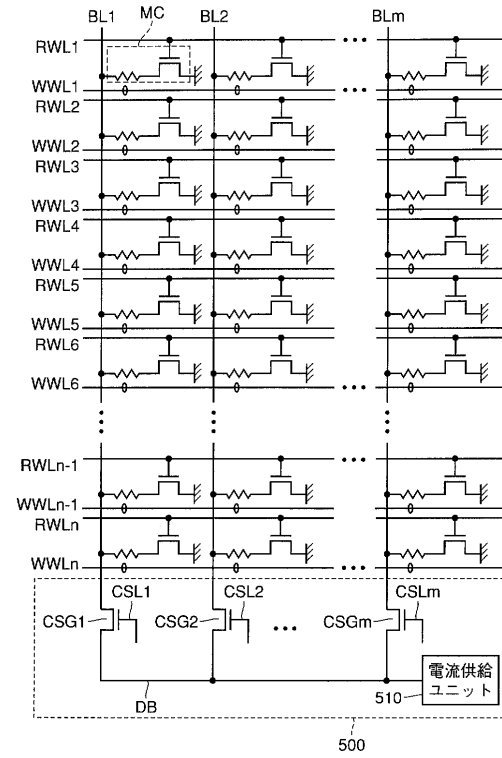 BL1 MC BL2 BLm
RWL1
WWL1
RWL2
WWL2
RWL3
WWL3
RWL4
WWL4
RWL5
WWL5
RWL6
WWL6
RWLn-1
WWLn-1
RWLn
WWLn
CSL1 CSL2 CSLm
CSG1 CSG2 CSGm
電流供給
ユニット
DB 510
500